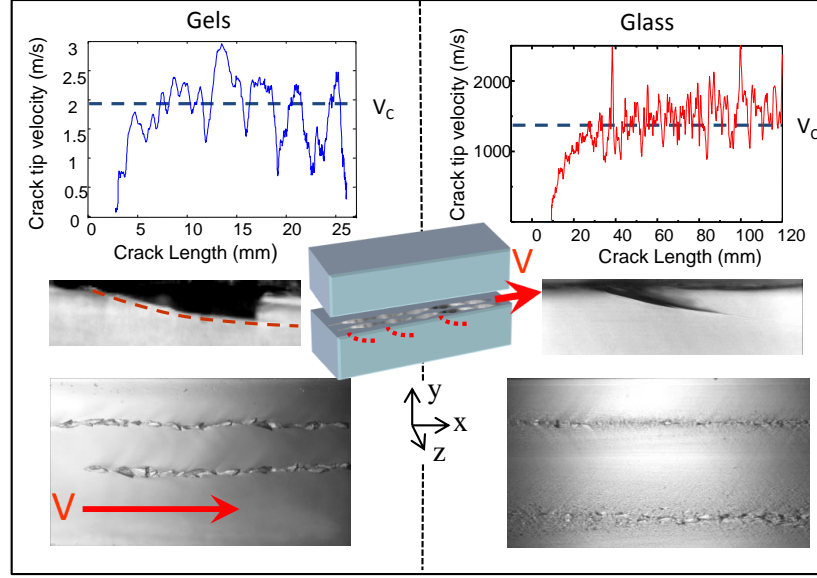 Gels
Crack tip velocity (m/s)
3
2.5
2
1.5
1
0.5
0
0 5 10 15 20 25
Crack Length (mm)
V_C
Glass
Crack tip velocity (m/s)
2000
1000
0 20 40 60 80 100 120
Crack Length (mm)
V_C
V
y
x
z
V